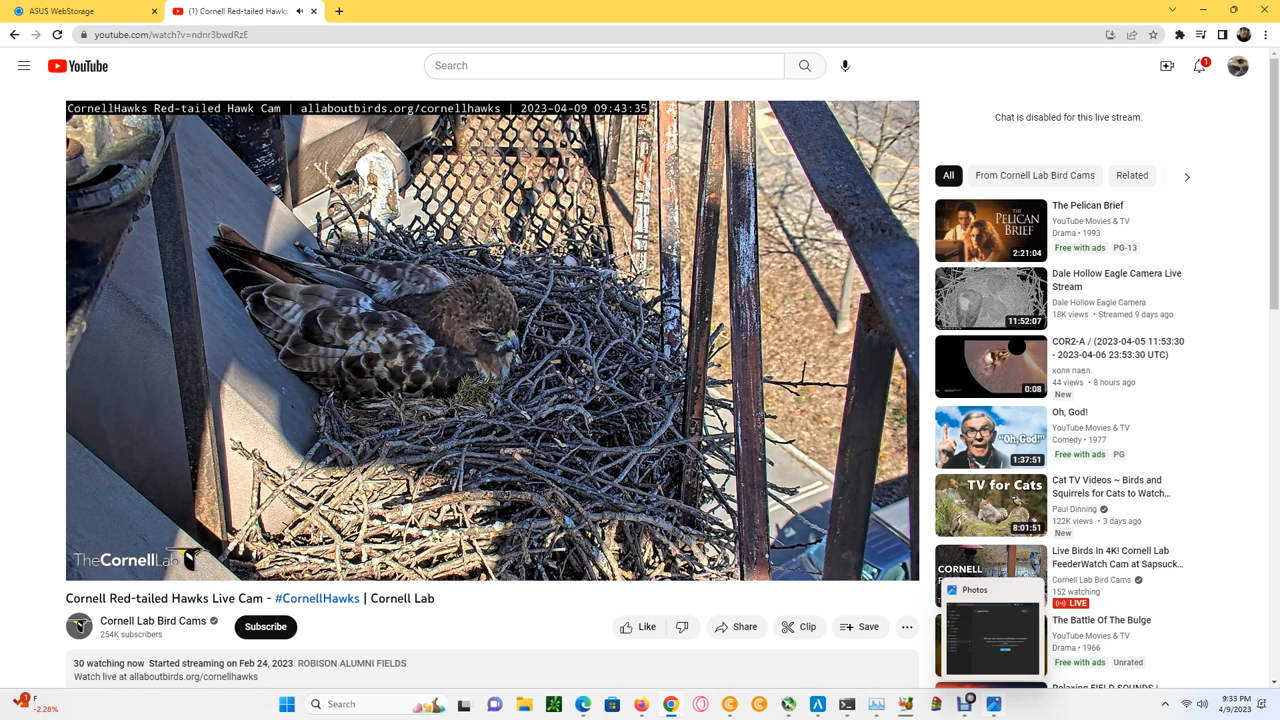 ASUS WebStorage
(1) Cornell Red-tailed Hawks
youtube.com/watch?v=ndnr3bwdRzE
YouTube
Search
1
CornellHawks Red-tailed Hawk Cam | allaboutbirds.org/cornellhawks | 2023-04-09 09:43:35
TheCornellLab
Chat is disabled for this live stream.
All
From Cornell Lab Bird Cams
Related
THE PELICAN BRIEF
2:21:04
The Pelican Brief
YouTube Movies & TV
Drama • 1993
Free with ads PG-13
11:52:07
Dale Hollow Eagle Camera Live
Stream
Dale Hollow Eagle Camera
18K views • Streamed 9 days ago
0:08
COR2-A / (2023-04-05 11:53:30
- 2023-04-06 23:53:30 UTC)
коля павл.
44 views • 8 hours ago
New
"Oh, God!"
1:37:51
Oh, God!
YouTube Movies & TV
Comedy • 1977
Free with ads PG
TV for Cats
8:01:51
Cat TV Videos ~ Birds and
Squirrels for Cats to Watch...
Paul Dinning
122K views • 3 days ago
New
CORNELL
Live Birds In 4K! Cornell Lab
FeederWatch Cam at Sapsuck...
Cornell Lab Bird Cams
152 watching
LIVE
Photos
The Battle Of The Bulge
YouTube Movies & TV
Drama • 1966
Free with ads Unrated
Relaxing FIELD SOUNDS |
Cornell Red-tailed Hawks Live Cam - #CornellHawks | Cornell Lab
Cornell Lab Bird Cams
254K subscribers
Subscribe
Like
Share
Clip
Save
30 watching now Started streaming on Feb 24, 2023
ALUMNI FIELDS
Watch live at allaboutbirds.org/cornellhawks
1
F
-2.28%
Search
9:33 PM
4/9/2023